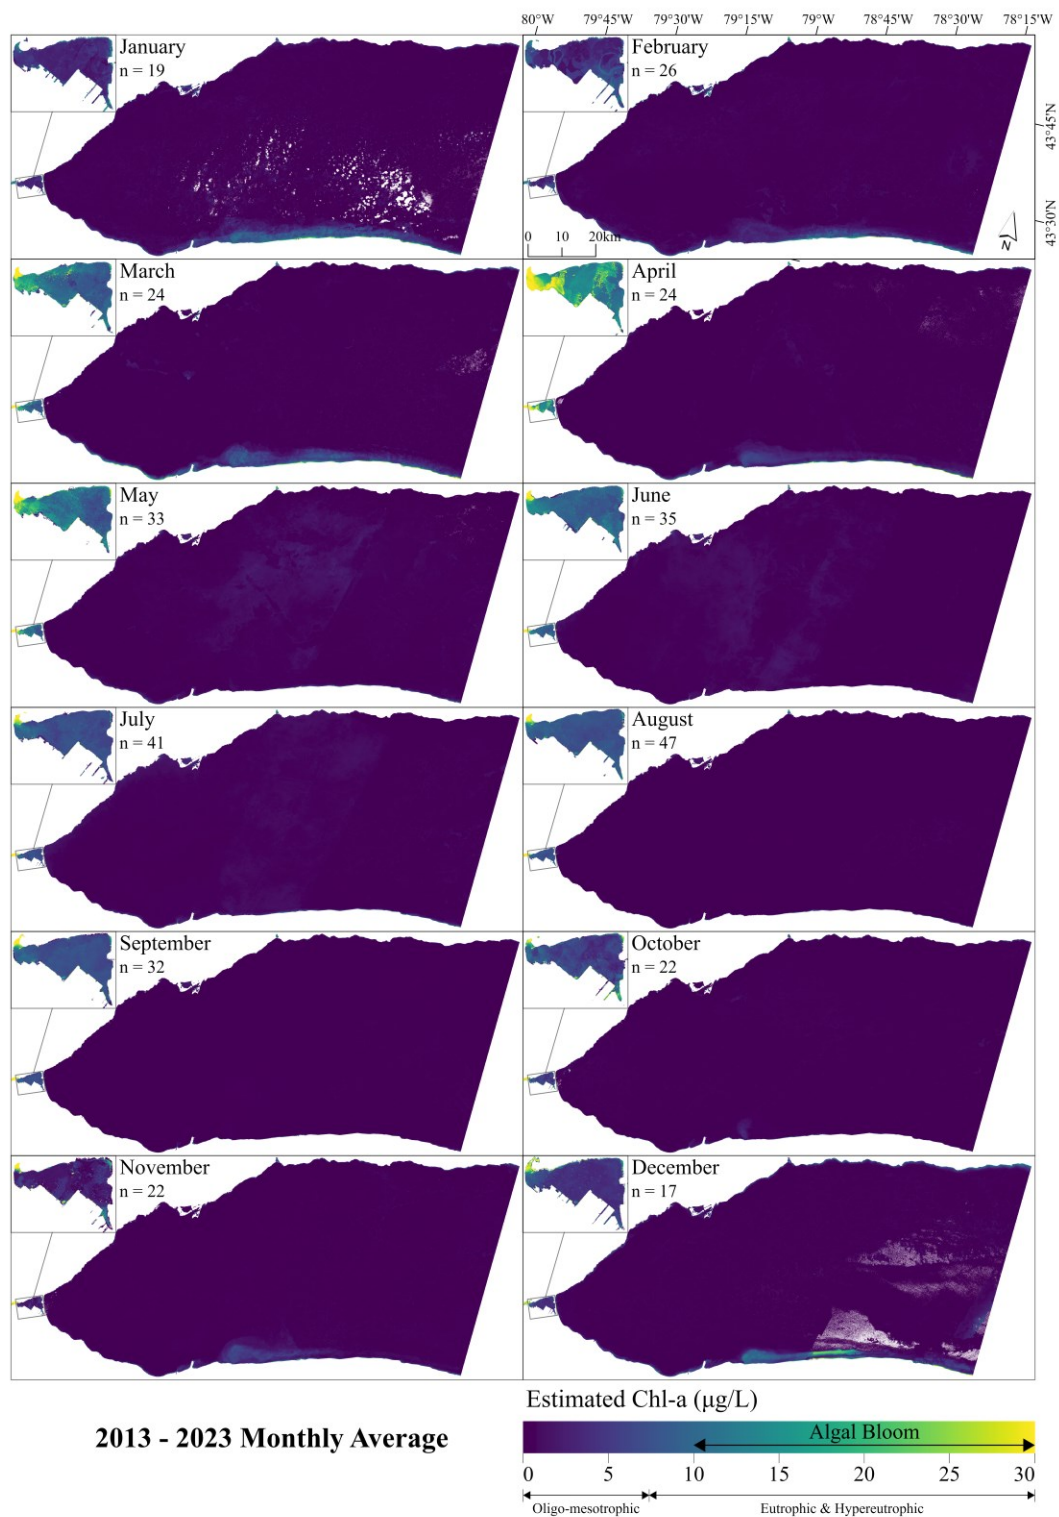 80°W 79°45'W 79°30'W 79°15'W 79°W 78°45'W 78°30'W 78°15'W
January
n = 19
February
n = 26
43°45'N
43°30'N
0 10 20km
N
March
n = 24
April
n = 24
May
n = 33
June
n = 35
July
n = 41
August
n = 47
September
n = 32
October
n = 22
November
n = 22
December
n = 17
2013 - 2023 Monthly Average
Estimated Chl-a (µg/L)
Algal Bloom
0 5 10 15 20 25 30
Oligo-mesotrophic Eutrophic & Hypereutrophic